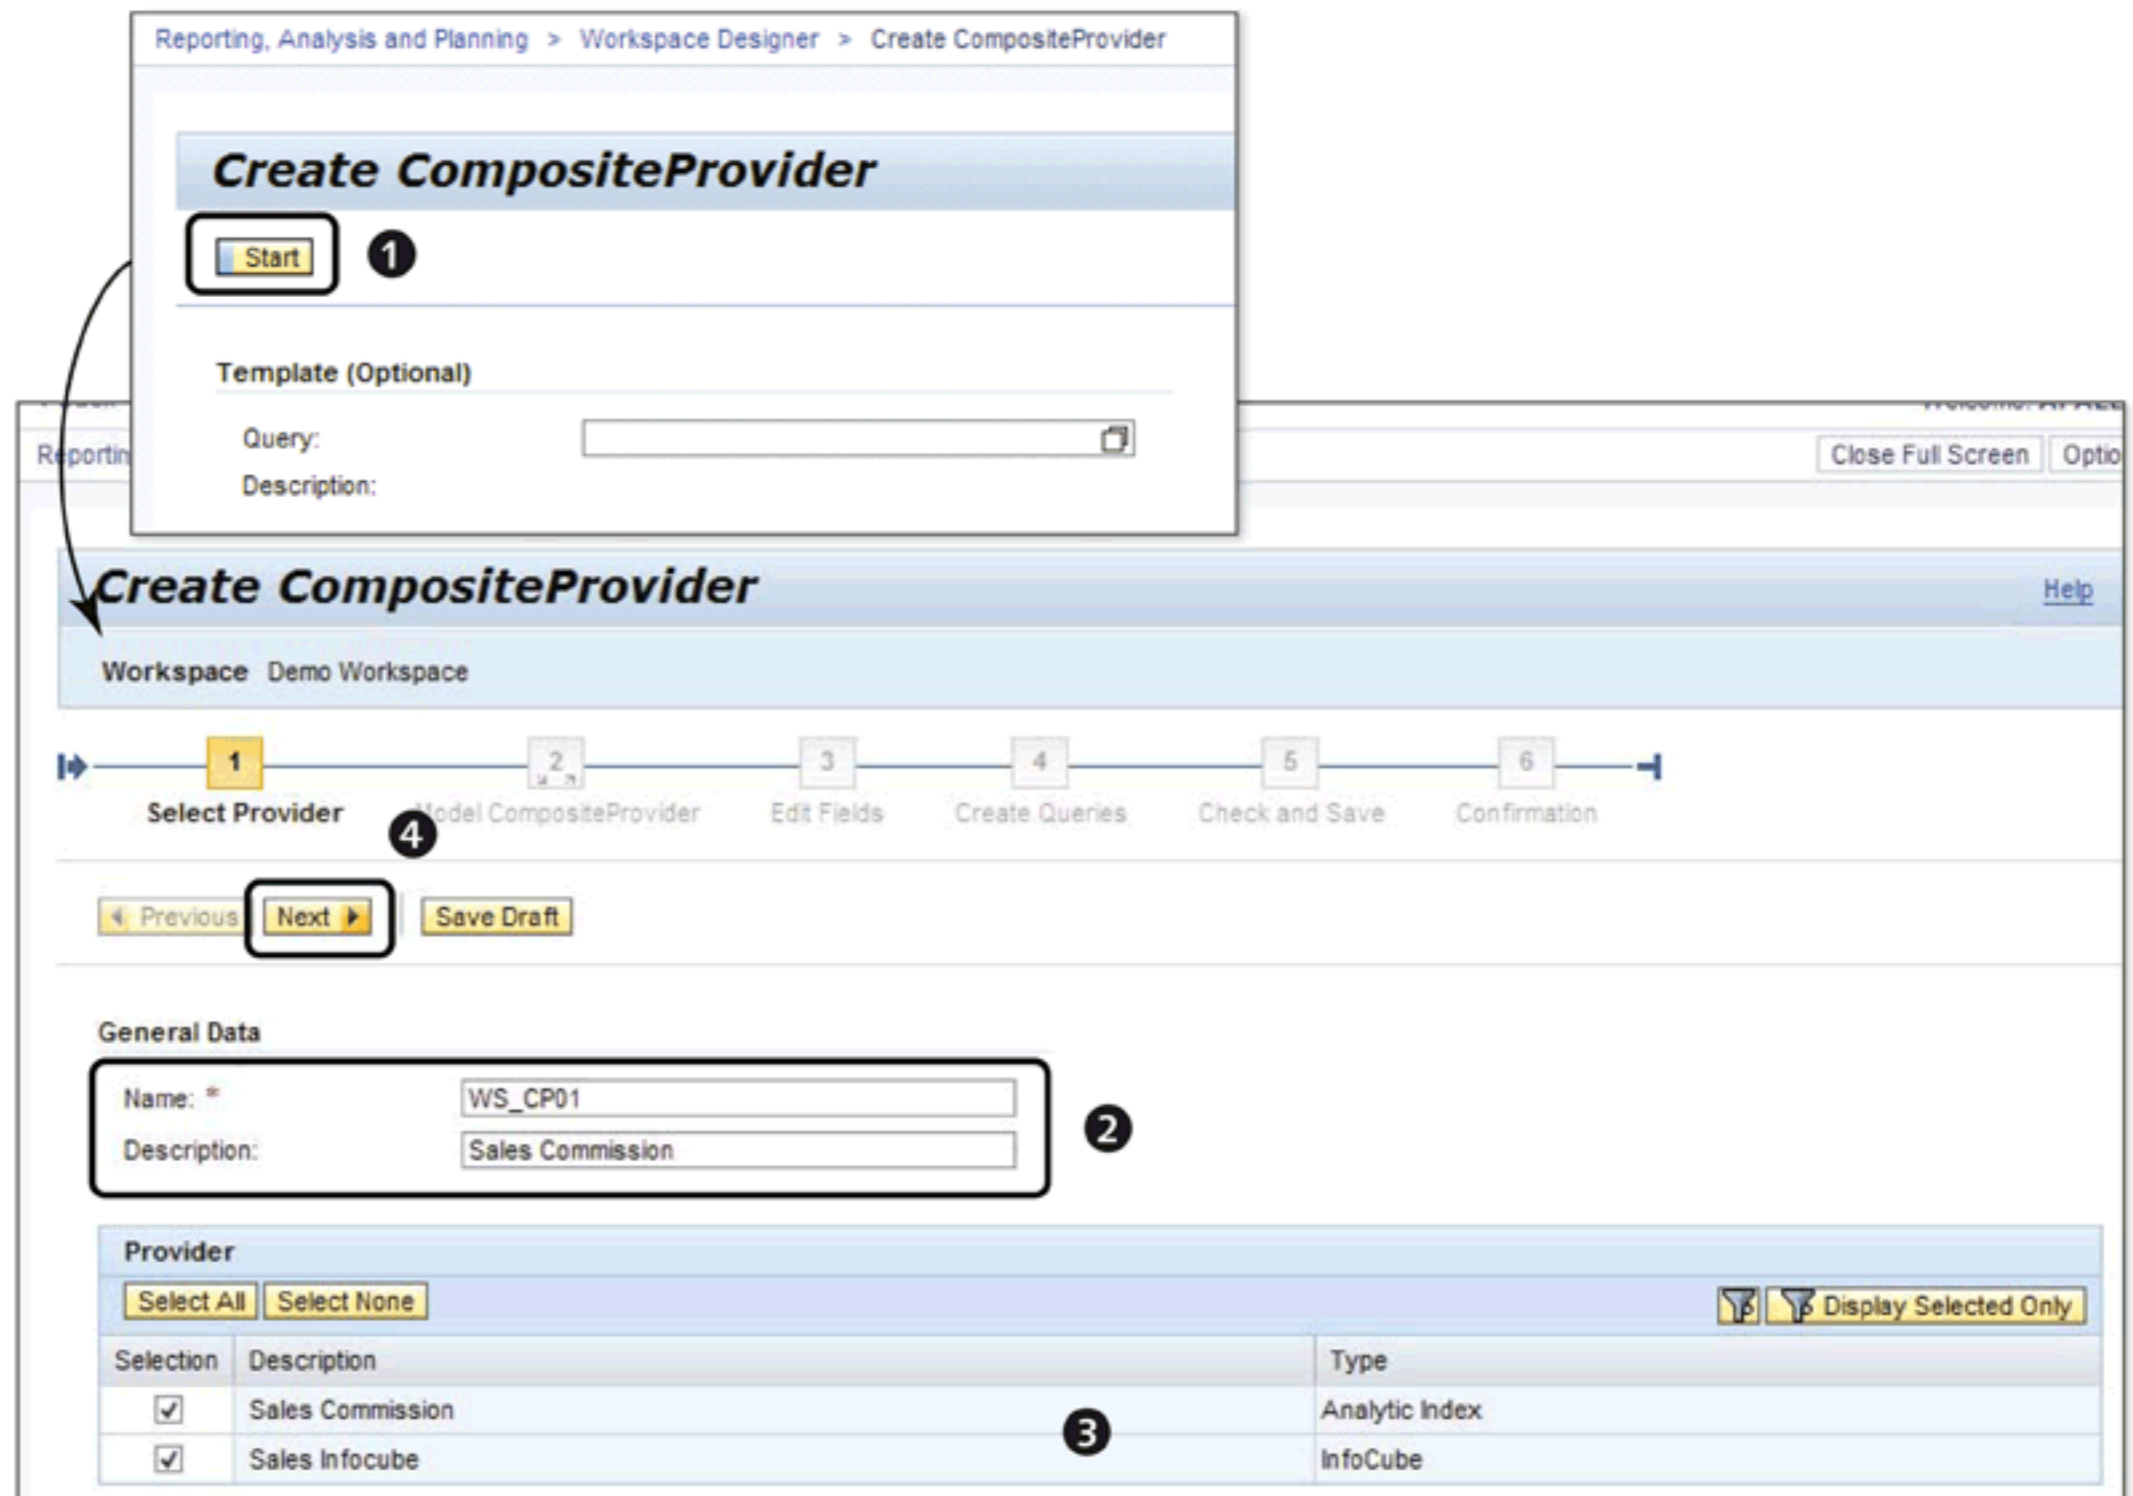 Reporting, Analysis and Planning > Workspace Designer > Create CompositeProvider
Create CompositeProvider
Start 1
Template (Optional)
Query:
Description:
Close Full Screen Optio
Create CompositeProvider Help
Workspace Demo Workspace
1 2 3 4 5 6
Select Provider Model CompositeProvider Edit Fields Create Queries Check and Save Confirmation
4
Previous Next Save Draft
General Data
Name: * WS_CP01
2
Description: Sales Commission
Provider
Select All Select None Display Selected Only
Selection Description Type
Sales Commission Analytic Index
3
Sales Infocube InfoCube